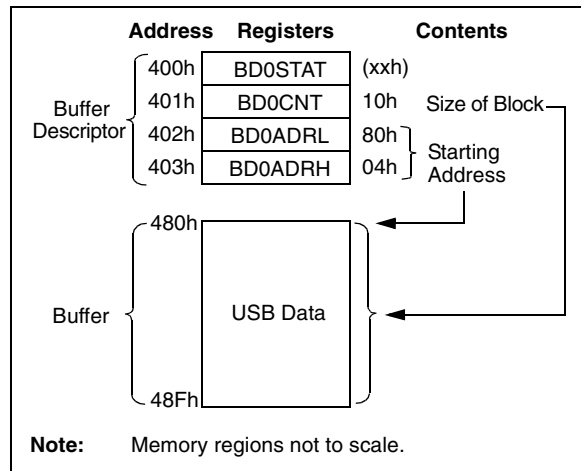 Address Registers Contents
400h BD0STAT (xxh)
Buffer Descriptor
401h BD0CNT 10h Size of Block
402h BD0ADRL 80h
403h BD0ADRH 04h
Starting Address
480h
Buffer
USB Data
48Fh
Note: Memory regions not to scale.